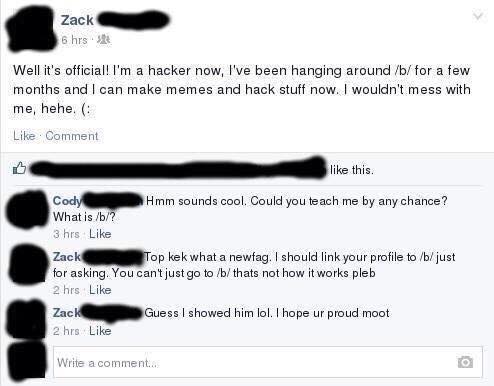 Zack
6 hrs ·
Well it's official! I'm a hacker now, I've been hanging around /b/ for a few
months and I can make memes and hack stuff now. I wouldn't mess with
me, hehe. (:
Like · Comment
like this.
Cody Hmm sounds cool. Could you teach me by any chance?
What is /b/?
3 hrs · Like
Zack Top kek what a newfag. I should link your profile to /b/ just
for asking. You can't just go to /b/ thats not how it works pleb
2 hrs · Like
Zack Guess I showed him lol. I hope ur proud moot
2 hrs · Like
Write a comment...